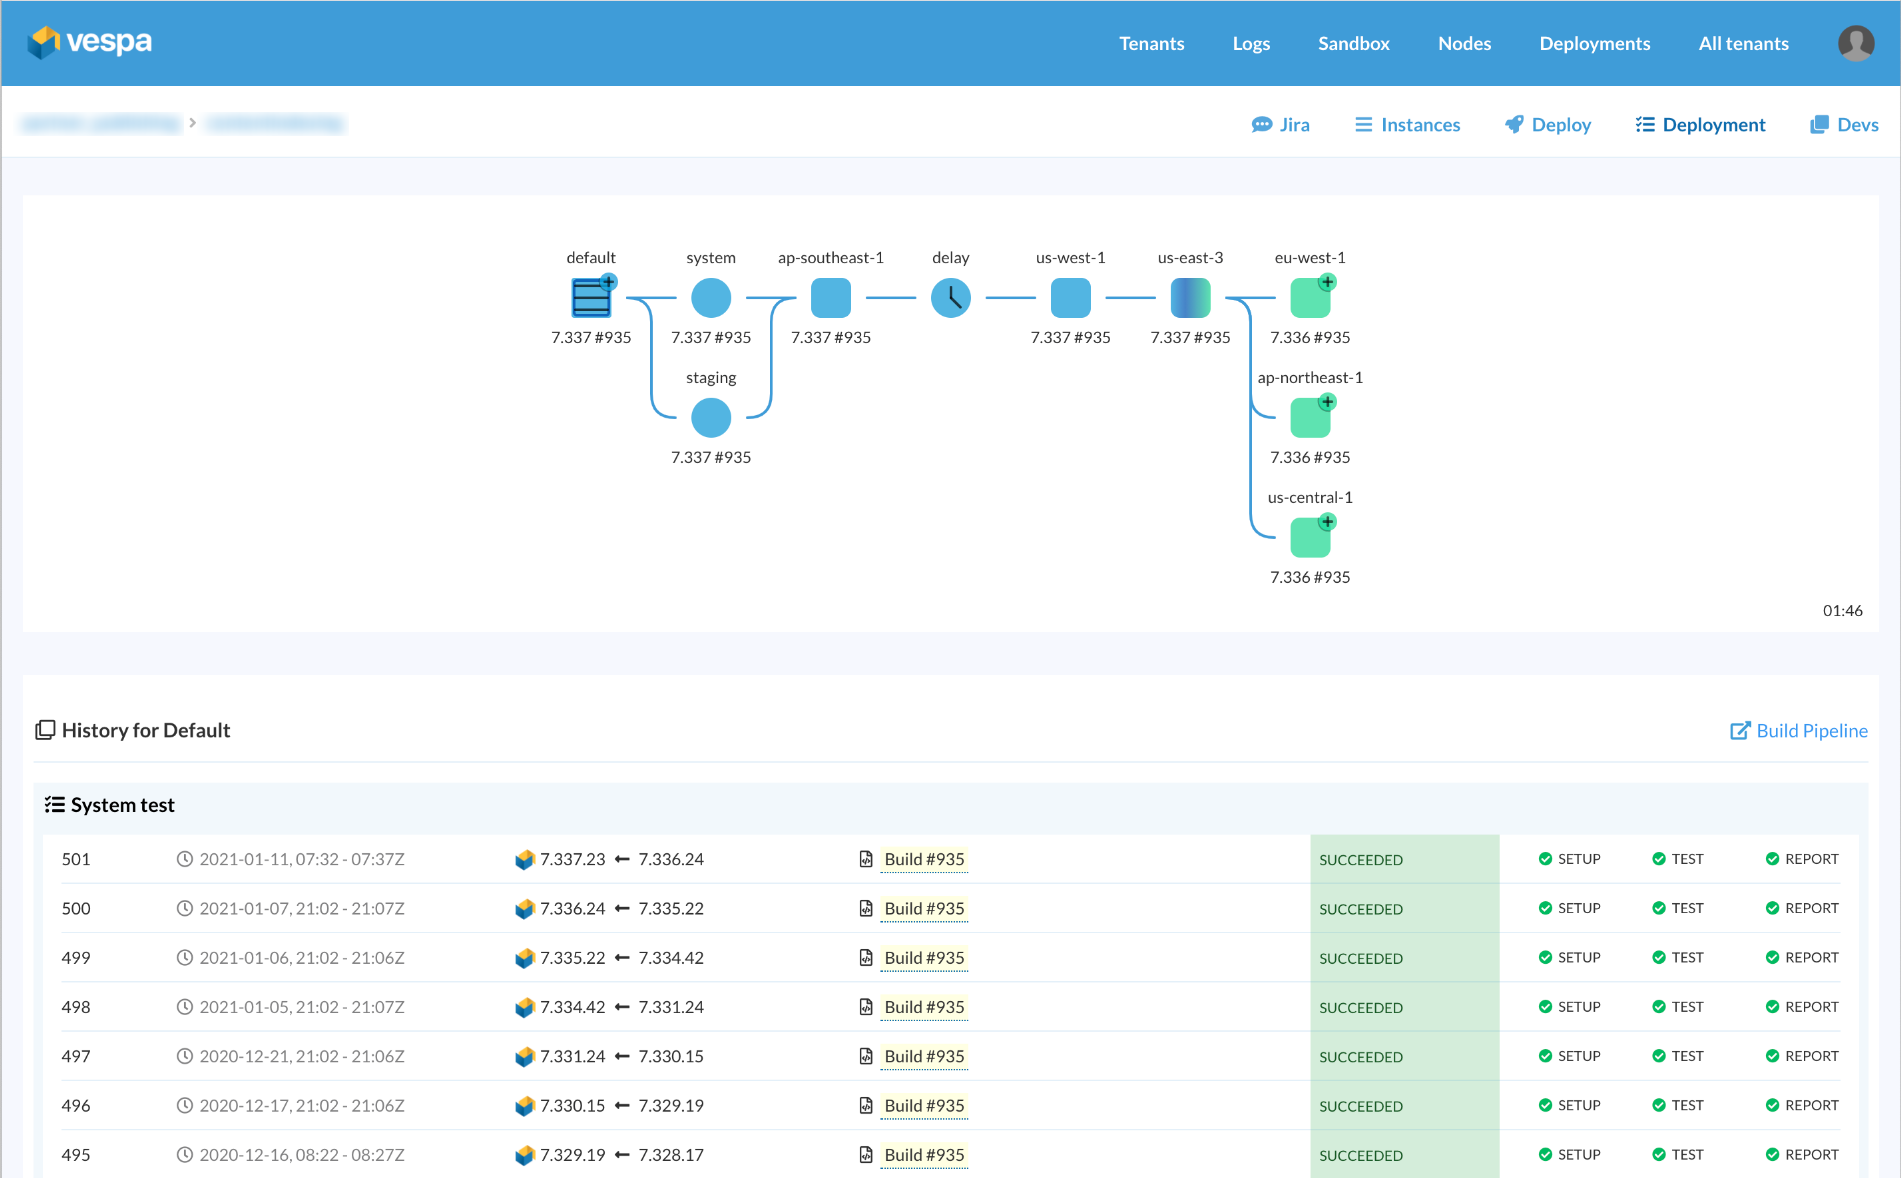 vespa Tenants Logs Sandbox Nodes Deployments All tenants
> Jira Instances Deploy Deployment Devs
default system ap-southeast-1 delay us-west-1 us-east-3 eu-west-1
7.337 #935 7.337 #935 7.337 #935 7.337 #935 7.337 #935 7.336 #935
staging ap-northeast-1
7.337 #935 7.336 #935
us-central-1
7.336 #935
01:46
History for Default Build Pipeline
System test
501 2021-01-11, 07:32 - 07:37Z 7.337.23 ← 7.336.24 Build #935 SUCCEEDED SETUP TEST REPORT
500 2021-01-07, 21:02 - 21:07Z 7.336.24 ← 7.335.22 Build #935 SUCCEEDED SETUP TEST REPORT
499 2021-01-06, 21:02 - 21:06Z 7.335.22 ← 7.334.42 Build #935 SUCCEEDED SETUP TEST REPORT
498 2021-01-05, 21:02 - 21:07Z 7.334.42 ← 7.331.24 Build #935 SUCCEEDED SETUP TEST REPORT
497 2020-12-21, 21:02 - 21:06Z 7.331.24 ← 7.330.15 Build #935 SUCCEEDED SETUP TEST REPORT
496 2020-12-17, 21:02 - 21:06Z 7.330.15 ← 7.329.19 Build #935 SUCCEEDED SETUP TEST REPORT
495 2020-12-16, 08:22 - 08:27Z 7.329.19 ← 7.328.17 Build #935 SUCCEEDED SETUP TEST REPORT